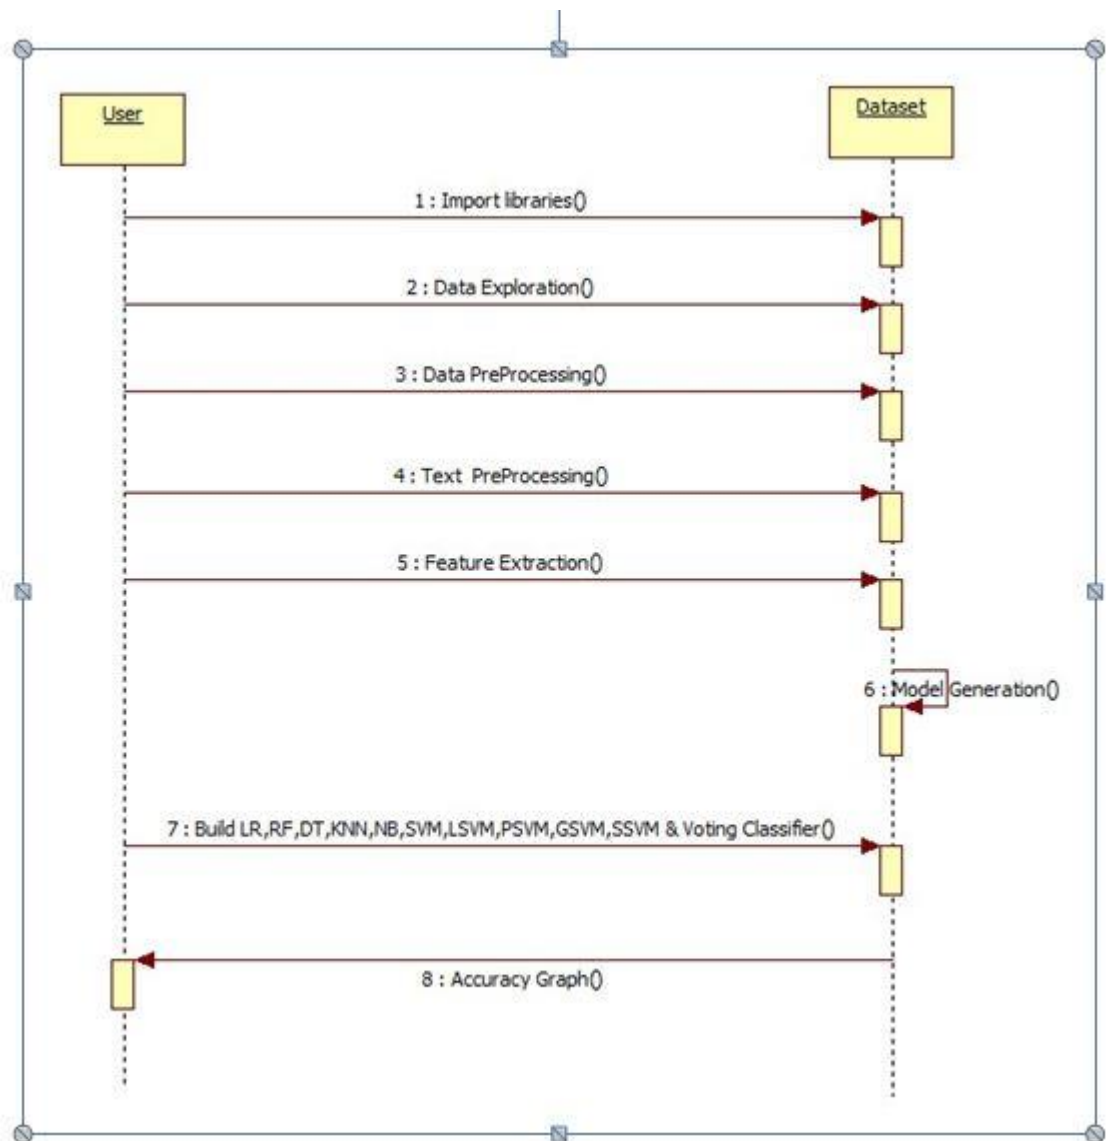 User
Dataset
1 : Import libraries()
2 : Data Exploration()
3 : Data PreProcessing()
4 : Text  PreProcessing()
5 : Feature Extraction()
6 : Model Generation()
7 : Build LR,RF,DT,KNN,NB,SVM,LSVM,PSVM,GSVM,SSVM & Voting Classifier()
8 : Accuracy Graph()